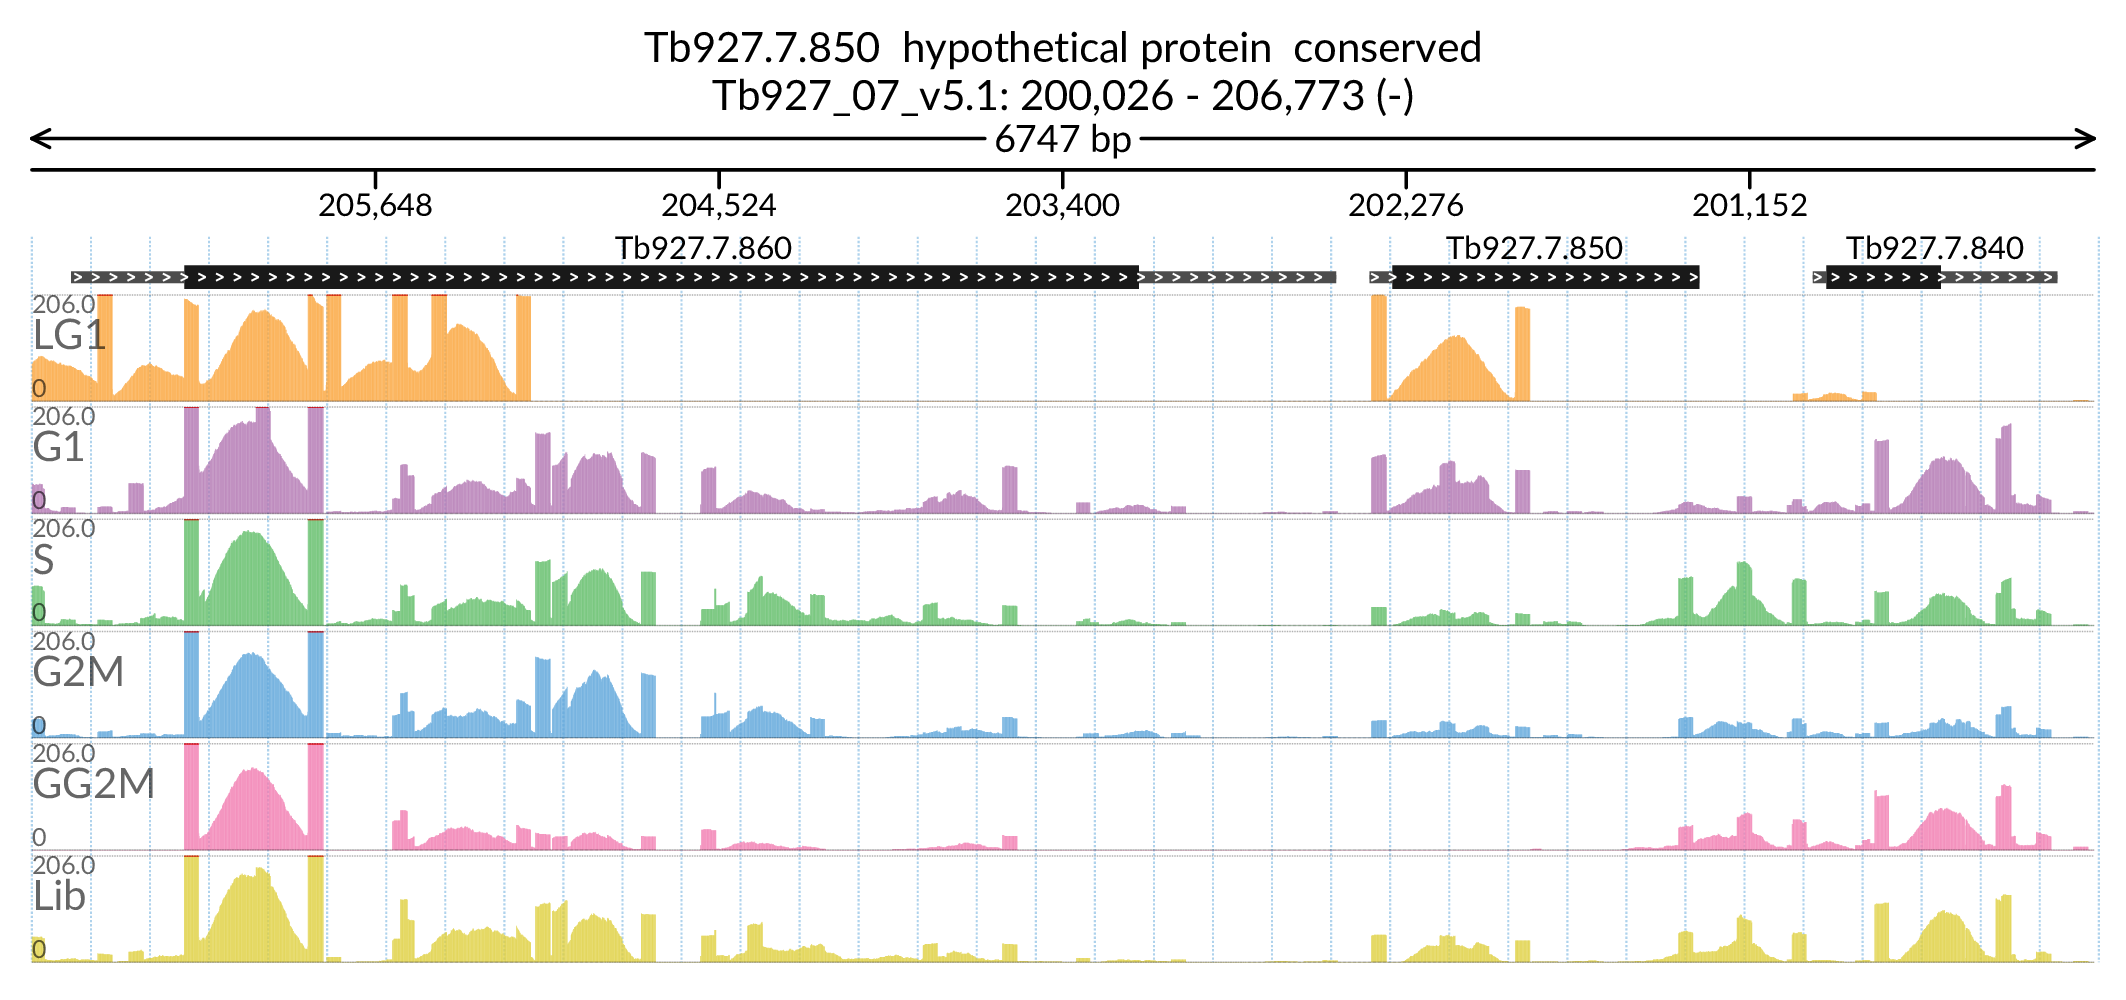 Tb927.7.850  hypothetical protein  conserved
Tb927_07_v5.1: 200,026 - 206,773 (-)
6747 bp
205,648 204,524 203,400 202,276 201,152
Tb927.7.860 Tb927.7.850 Tb927.7.840
206.0
LG1
0
206.0
G1
0
206.0
S
0
206.0
G2M
0
206.0
GG2M
0
206.0
Lib
0